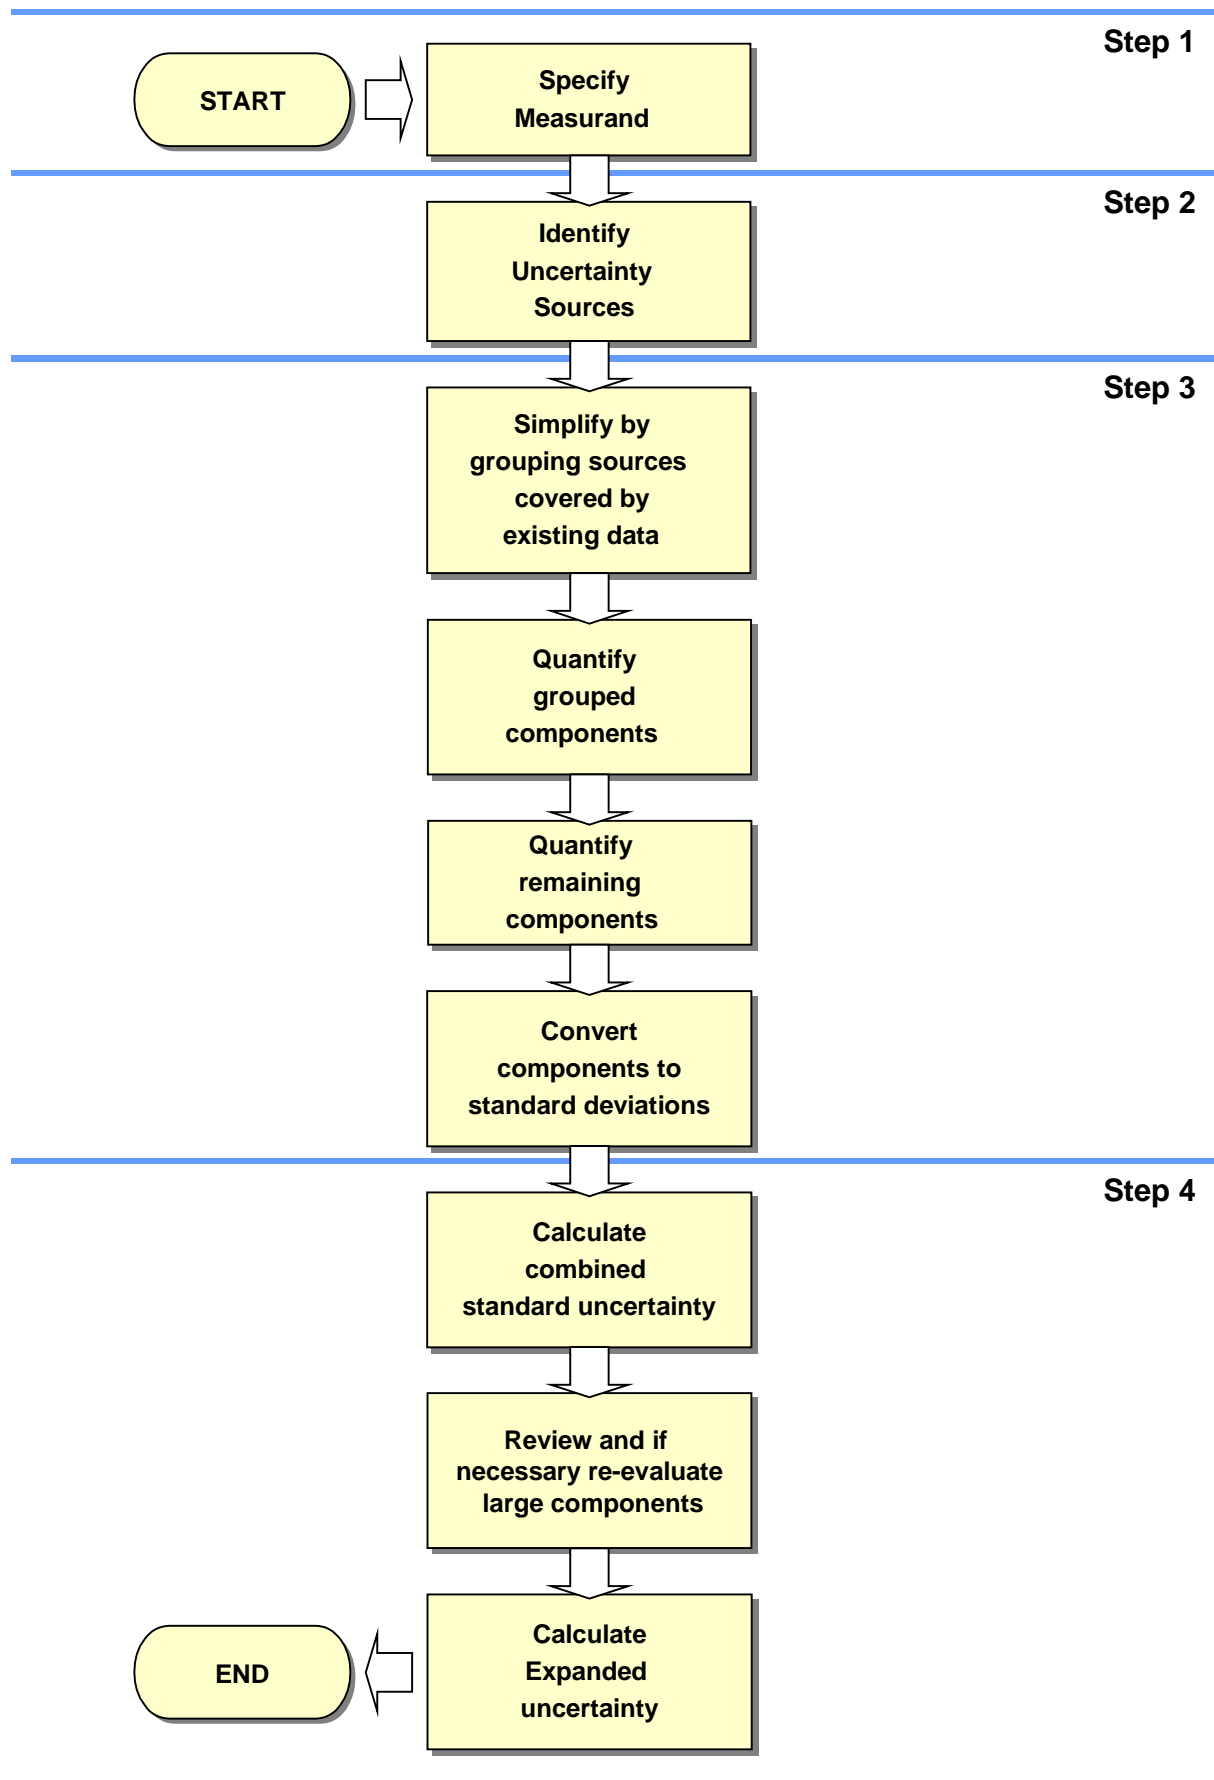 Step 1
START
Specify
Measurand
Step 2
Identify
Uncertainty
Sources
Step 3
Simplify by
grouping sources
covered by
existing data
Quantify
grouped
components
Quantify
remaining
components
Convert
components to
standard deviations
Step 4
Calculate
combined
standard uncertainty
Review and if
necessary re-evaluate
large components
Calculate
Expanded
uncertainty
END